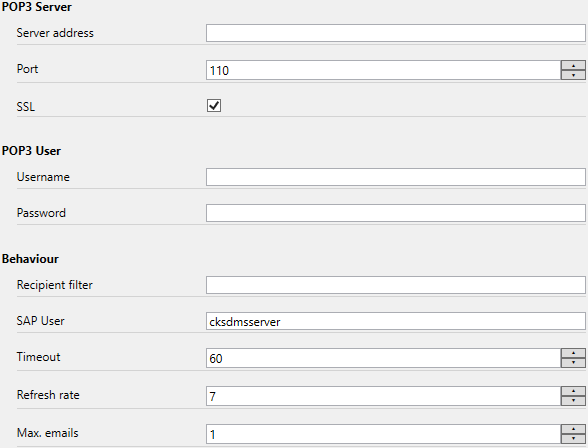 POP3 Server
Server address
Port 110
SSL
POP3 User
Username
Password
Behaviour
Recipient filter
SAP User cksdmsserver
Timeout 60
Refresh rate 7
Max. emails 1